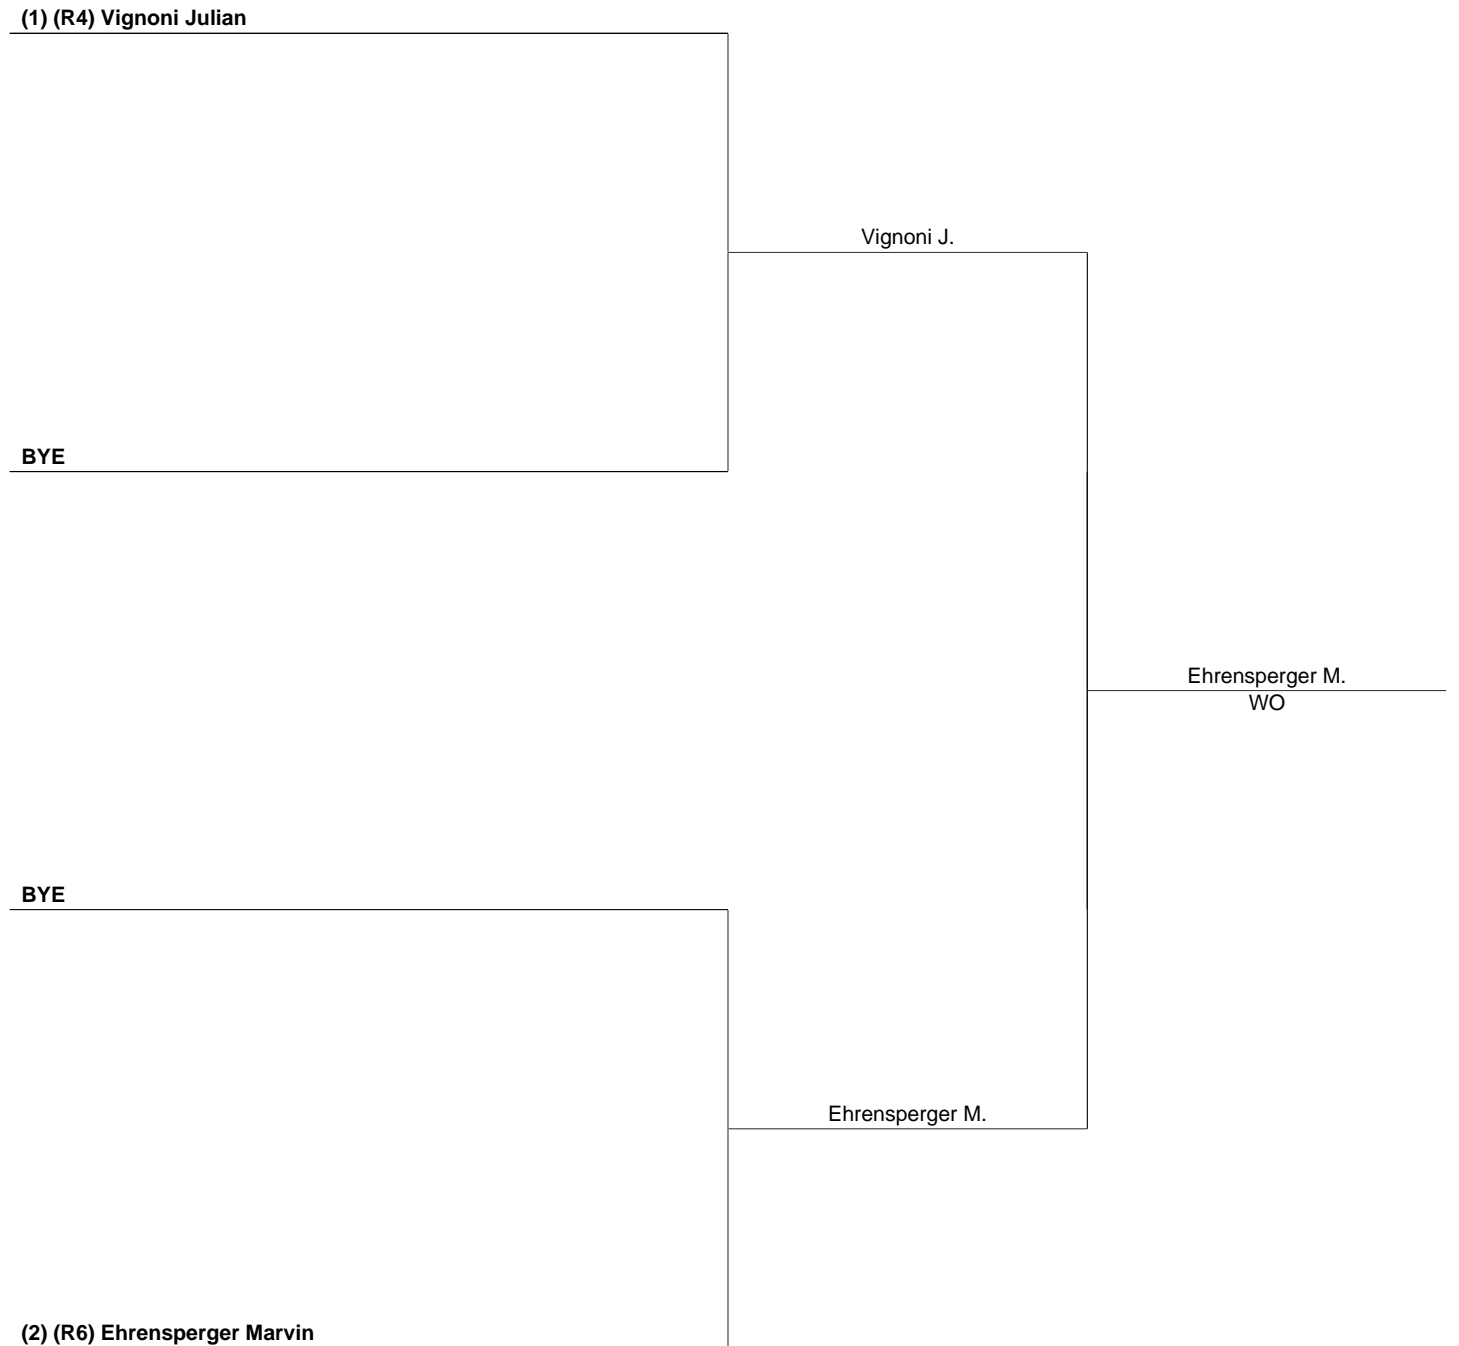 (1) (R4) Vignoni Julian
Vignoni J.
BYE
Ehrensperger M.
WO
BYE
Ehrensperger M.
(2) (R6) Ehrensperger Marvin